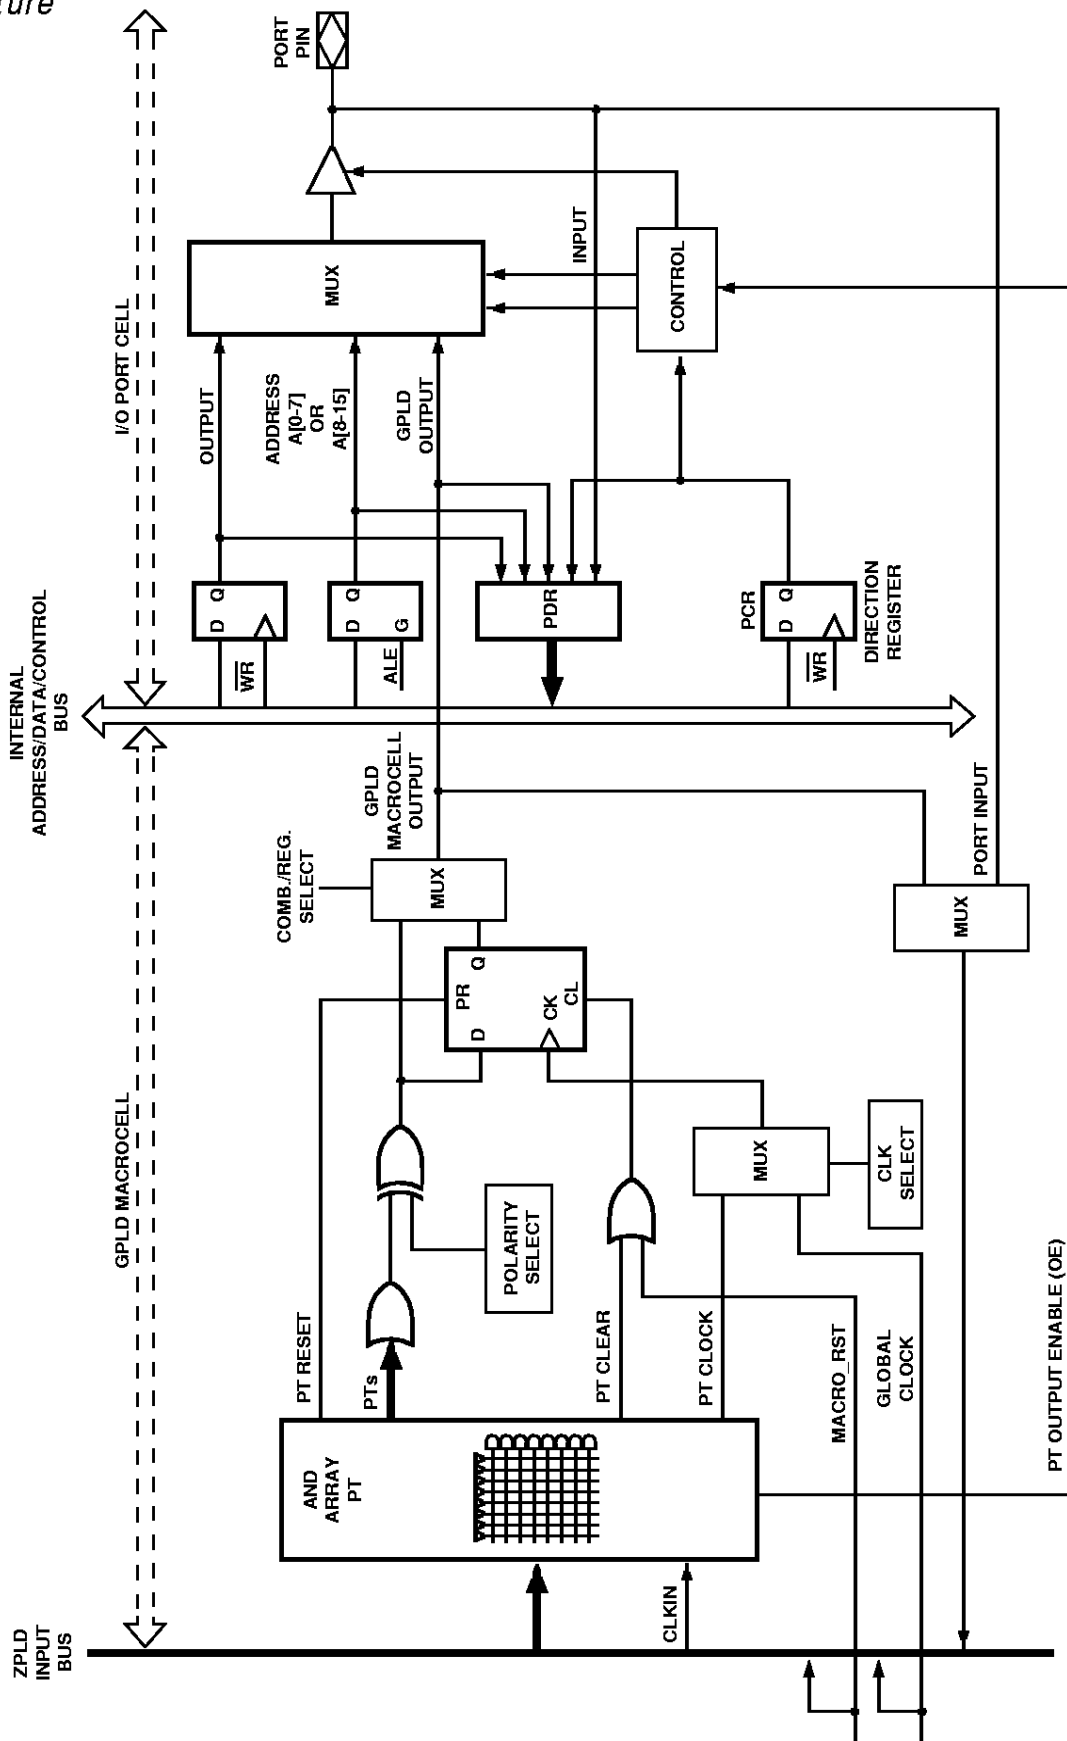 ture
PORT
PIN
I/O PORT CELL
MUX
INPUT
CONTROL
OUTPUT
ADDRESS
A[0-7]
OR
A[8-15]
GPLD
OUTPUT
D Q
WR
D Q
G
ALE
PDR
PCR
D Q
WR
DIRECTION
REGISTER
INTERNAL
ADDRESS/DATA/CONTROL
BUS
GPLD
MACROCELL
OUTPUT
PORT INPUT
COMB./REG.
SELECT
MUX
MUX
GPLD MACROCELL
PR
Q
D
CK
CL
MUX
CLK
SELECT
POLARITY
SELECT
PT RESET
PTs
PT CLEAR
PT CLOCK
MACRO_RST
GLOBAL
CLOCK
PT OUTPUT ENABLE (OE)
AND
ARRAY
PT
CLKIN
ZPLD
INPUT
BUS